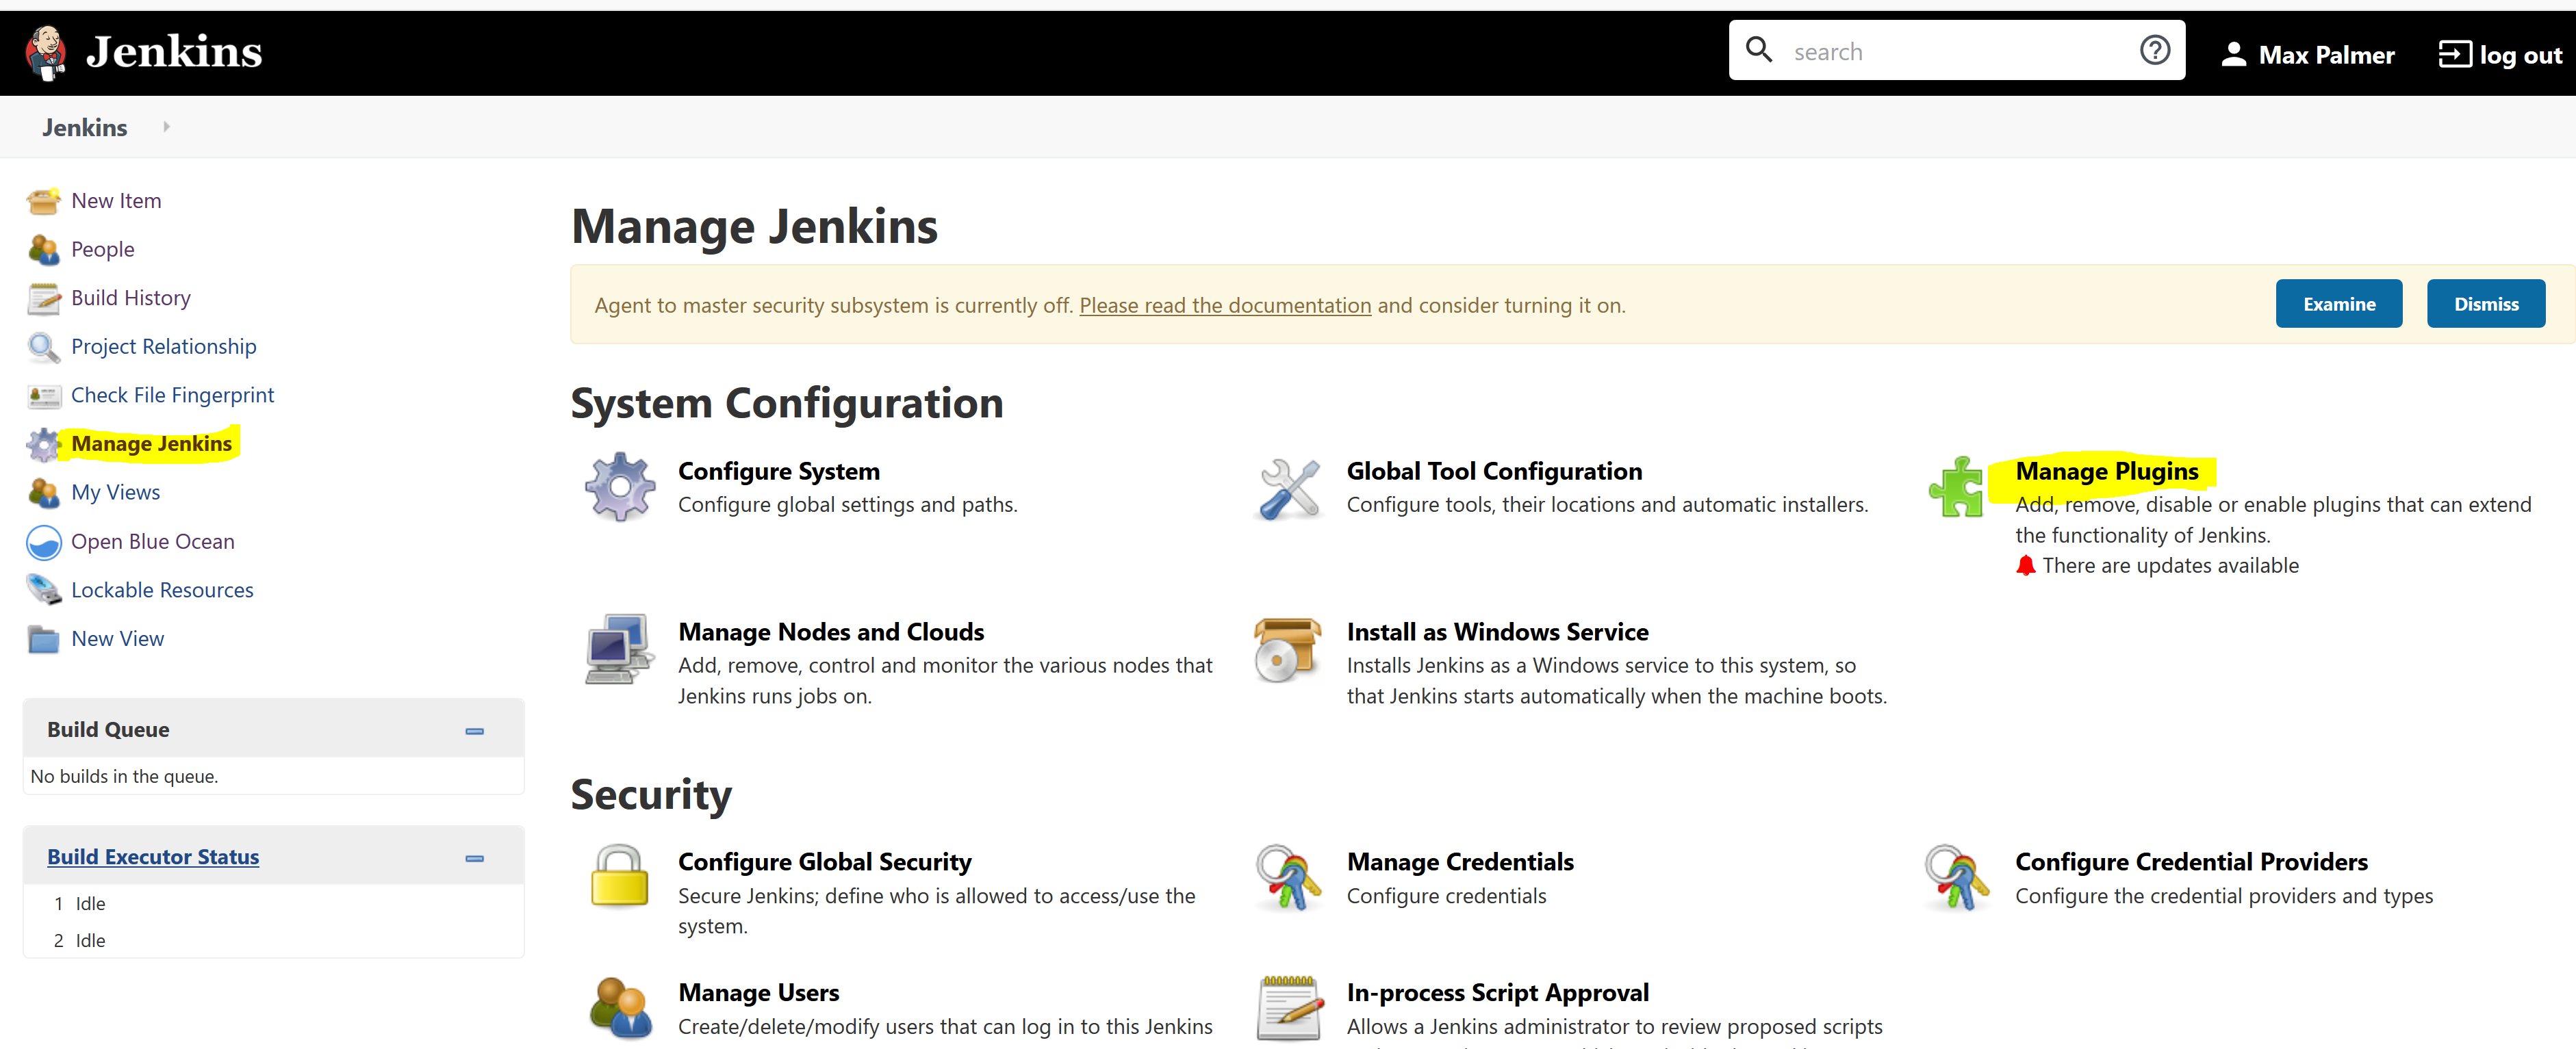 Jenkins
search
Max Palmer
log out
Jenkins
New Item
People
Build History
Project Relationship
Check File Fingerprint
Manage Jenkins
My Views
Open Blue Ocean
Lockable Resources
New View
Build Queue
No builds in the queue.
Build Executor Status
1 Idle
2 Idle
Manage Jenkins
Agent to master security subsystem is currently off. Please read the documentation and consider turning it on.
Examine
Dismiss
System Configuration
Configure System
Configure global settings and paths.
Global Tool Configuration
Configure tools, their locations and automatic installers.
Manage Plugins
Add, remove, disable or enable plugins that can extend
the functionality of Jenkins.
There are updates available
Manage Nodes and Clouds
Add, remove, control and monitor the various nodes that
Jenkins runs jobs on.
Install as Windows Service
Installs Jenkins as a Windows service to this system, so
that Jenkins starts automatically when the machine boots.
Security
Configure Global Security
Secure Jenkins; define who is allowed to access/use the
system.
Manage Credentials
Configure credentials
Configure Credential Providers
Configure the credential providers and types
Manage Users
Create/delete/modify users that can log in to this Jenkins
In-process Script Approval
Allows a Jenkins administrator to review proposed scripts